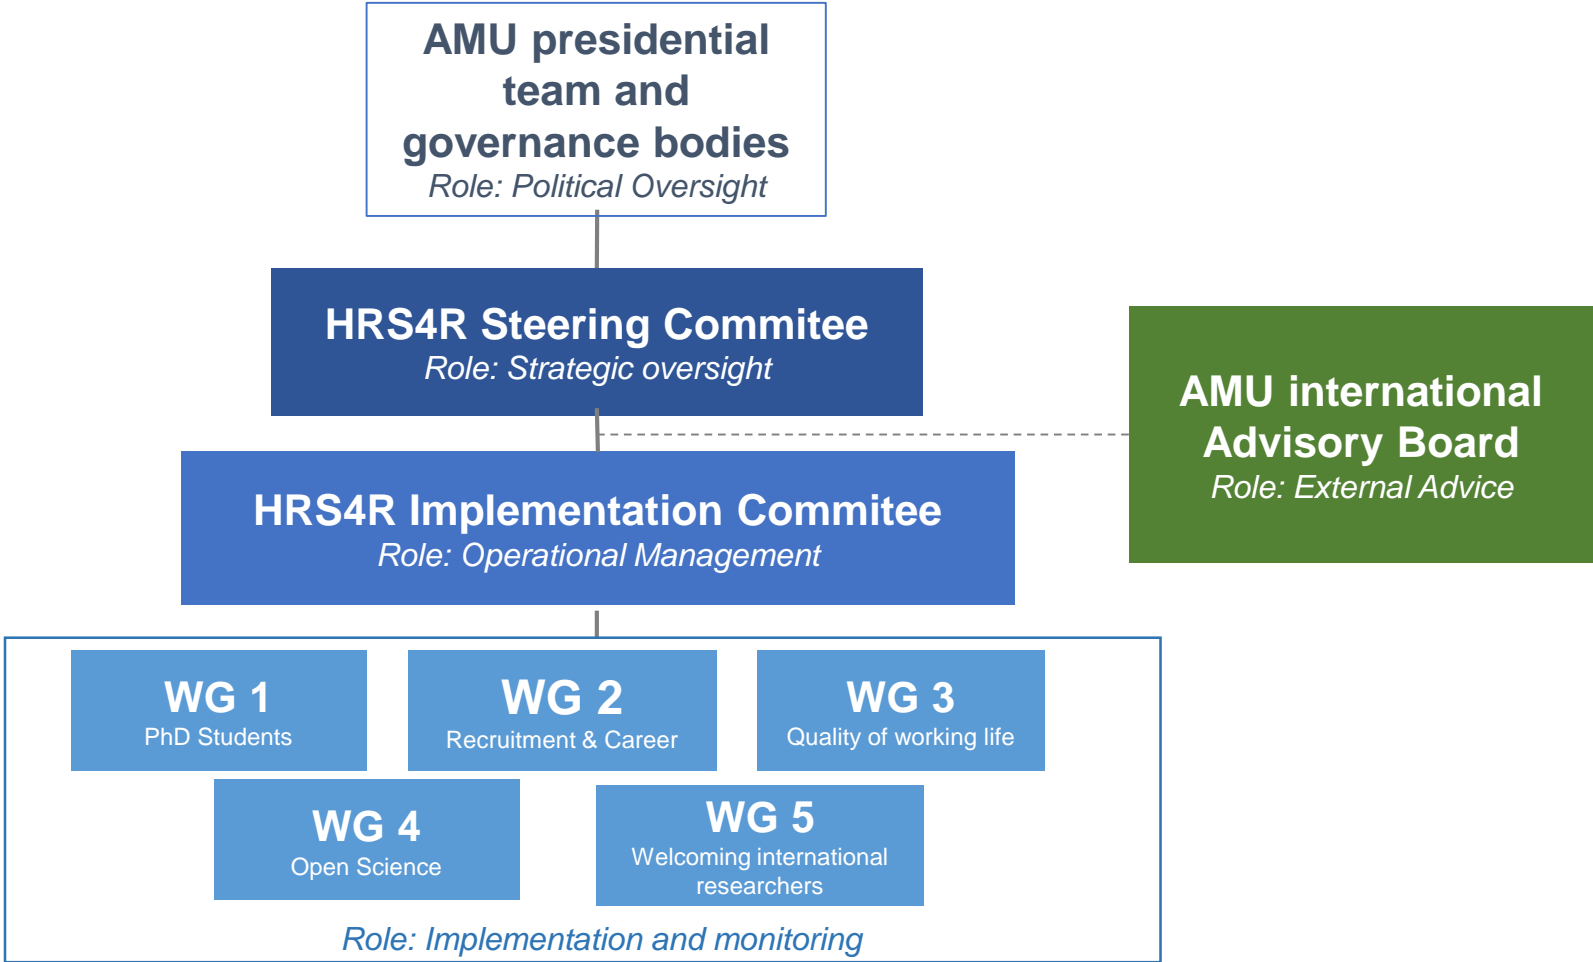 AMU presidential
team and
governance bodies
Role: Political Oversight
HRS4R Steering Commitee
Role: Strategic oversight
AMU international
Advisory Board
Role: External Advice
HRS4R Implementation Commitee
Role: Operational Management
WG 1
PhD Students
WG 2
Recruitment & Career
WG 3
Quality of working life
WG 4
Open Science
WG 5
Welcoming international
researchers
Role: Implementation and monitoring